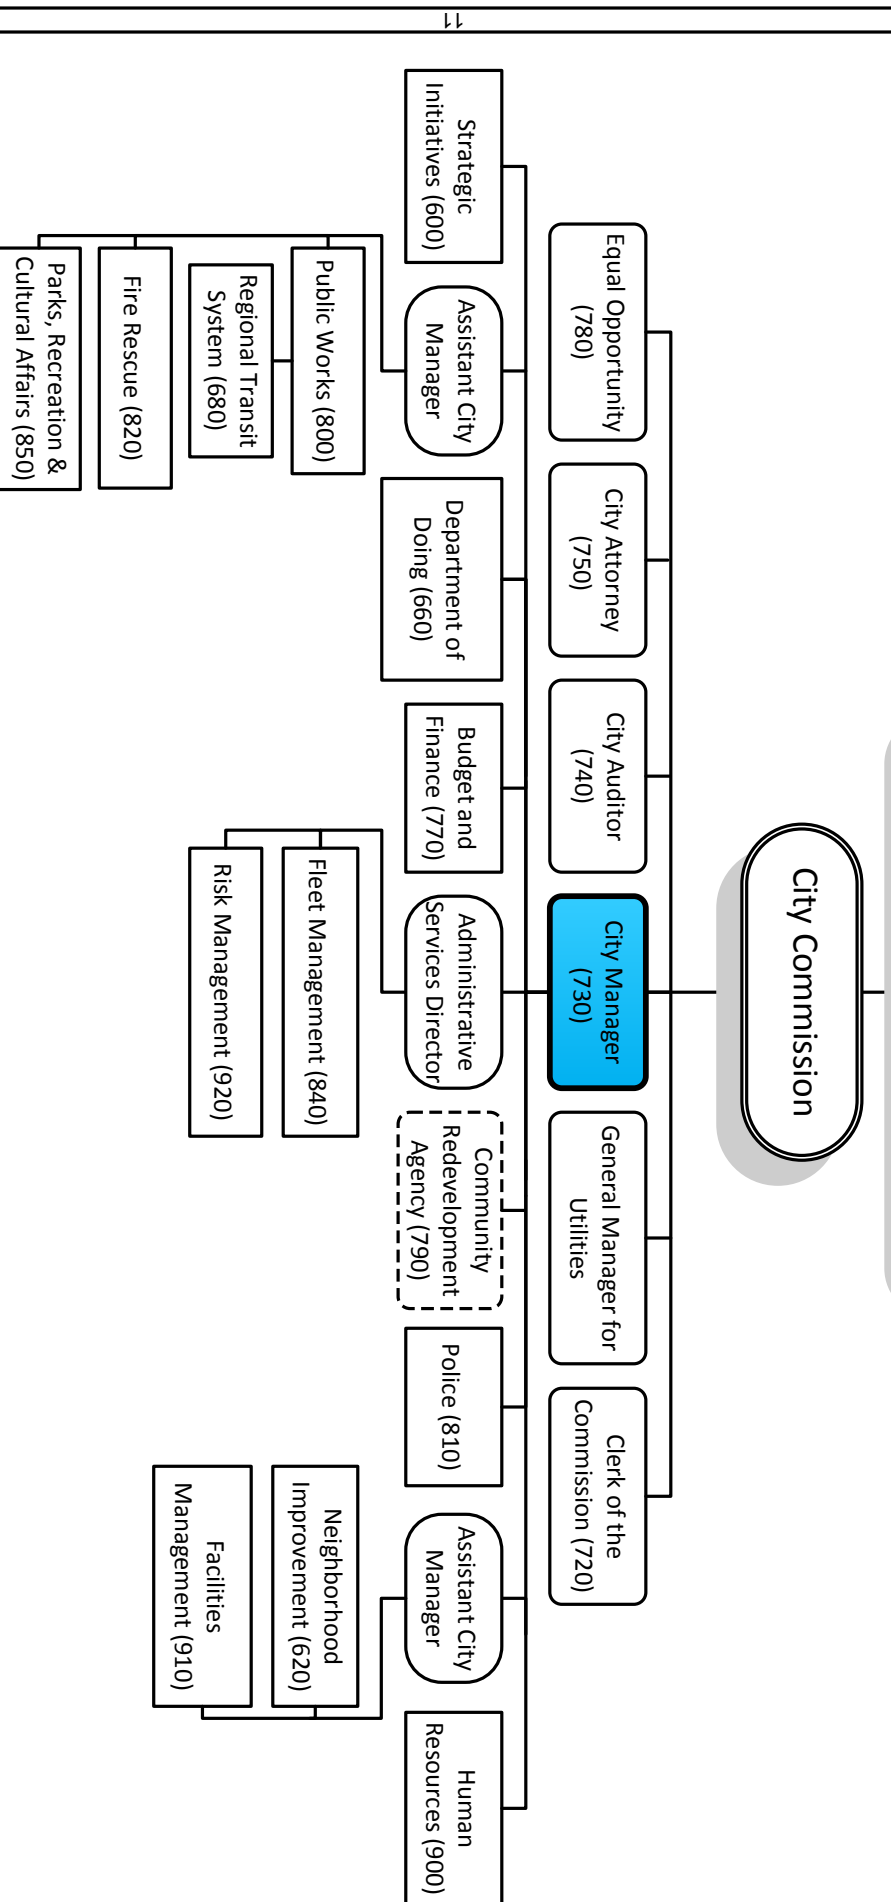 City Commission
Equal Opportunity
(780)
City Attorney
(750)
City Auditor
(740)
City Manager
(730)
General Manager for
Utilities
Clerk of the
Commission (720)
Strategic
Initiatives (600)
Assistant City
Manager
Department of
Doing (660)
Budget and
Finance (770)
Administrative
Services Director
Community
Redevelopment
Agency (790)
Police (810)
Assistant City
Manager
Human
Resources (900)
Public Works (800)
Regional Transit
System (680)
Fire Rescue (820)
Parks, Recreation &
Cultural Affairs (850)
Fleet Management (840)
Risk Management (920)
Neighborhood
Improvement (620)
Facilities
Management (910)
11